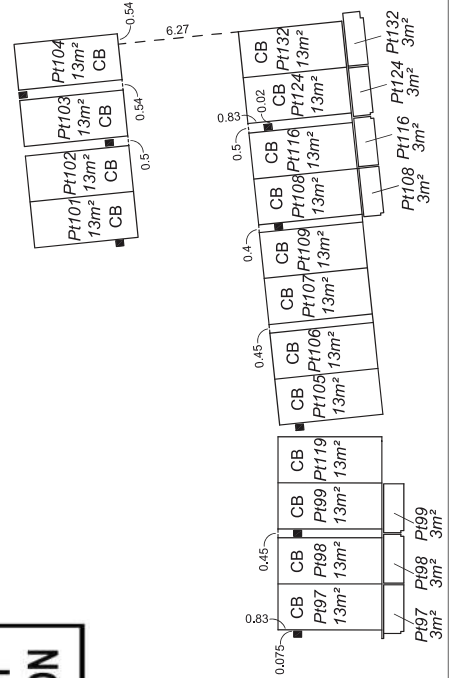 0.54
6.27
Pt104
13m²
CB
Pt103
13m²
CB
0.54
Pt102
13m²
CB
0.5
Pt101
13m²
CB
CB
Pt132
13m²
Pt132
3m²
CB
Pt124
13m²
Pt124
3m²
0.83
0.02
0.5
CB
Pt116
13m²
Pt116
3m²
CB
Pt108
13m²
Pt108
3m²
0.4
CB
Pt109
13m²
CB
Pt107
13m²
0.45
CB
Pt106
13m²
CB
Pt105
13m²
CB
Pt119
13m²
CB
Pt99
13m²
Pt99
3m²
0.45
CB
Pt98
13m²
Pt98
3m²
CB
Pt97
13m²
Pt97
3m²
0.83
0.075
ON